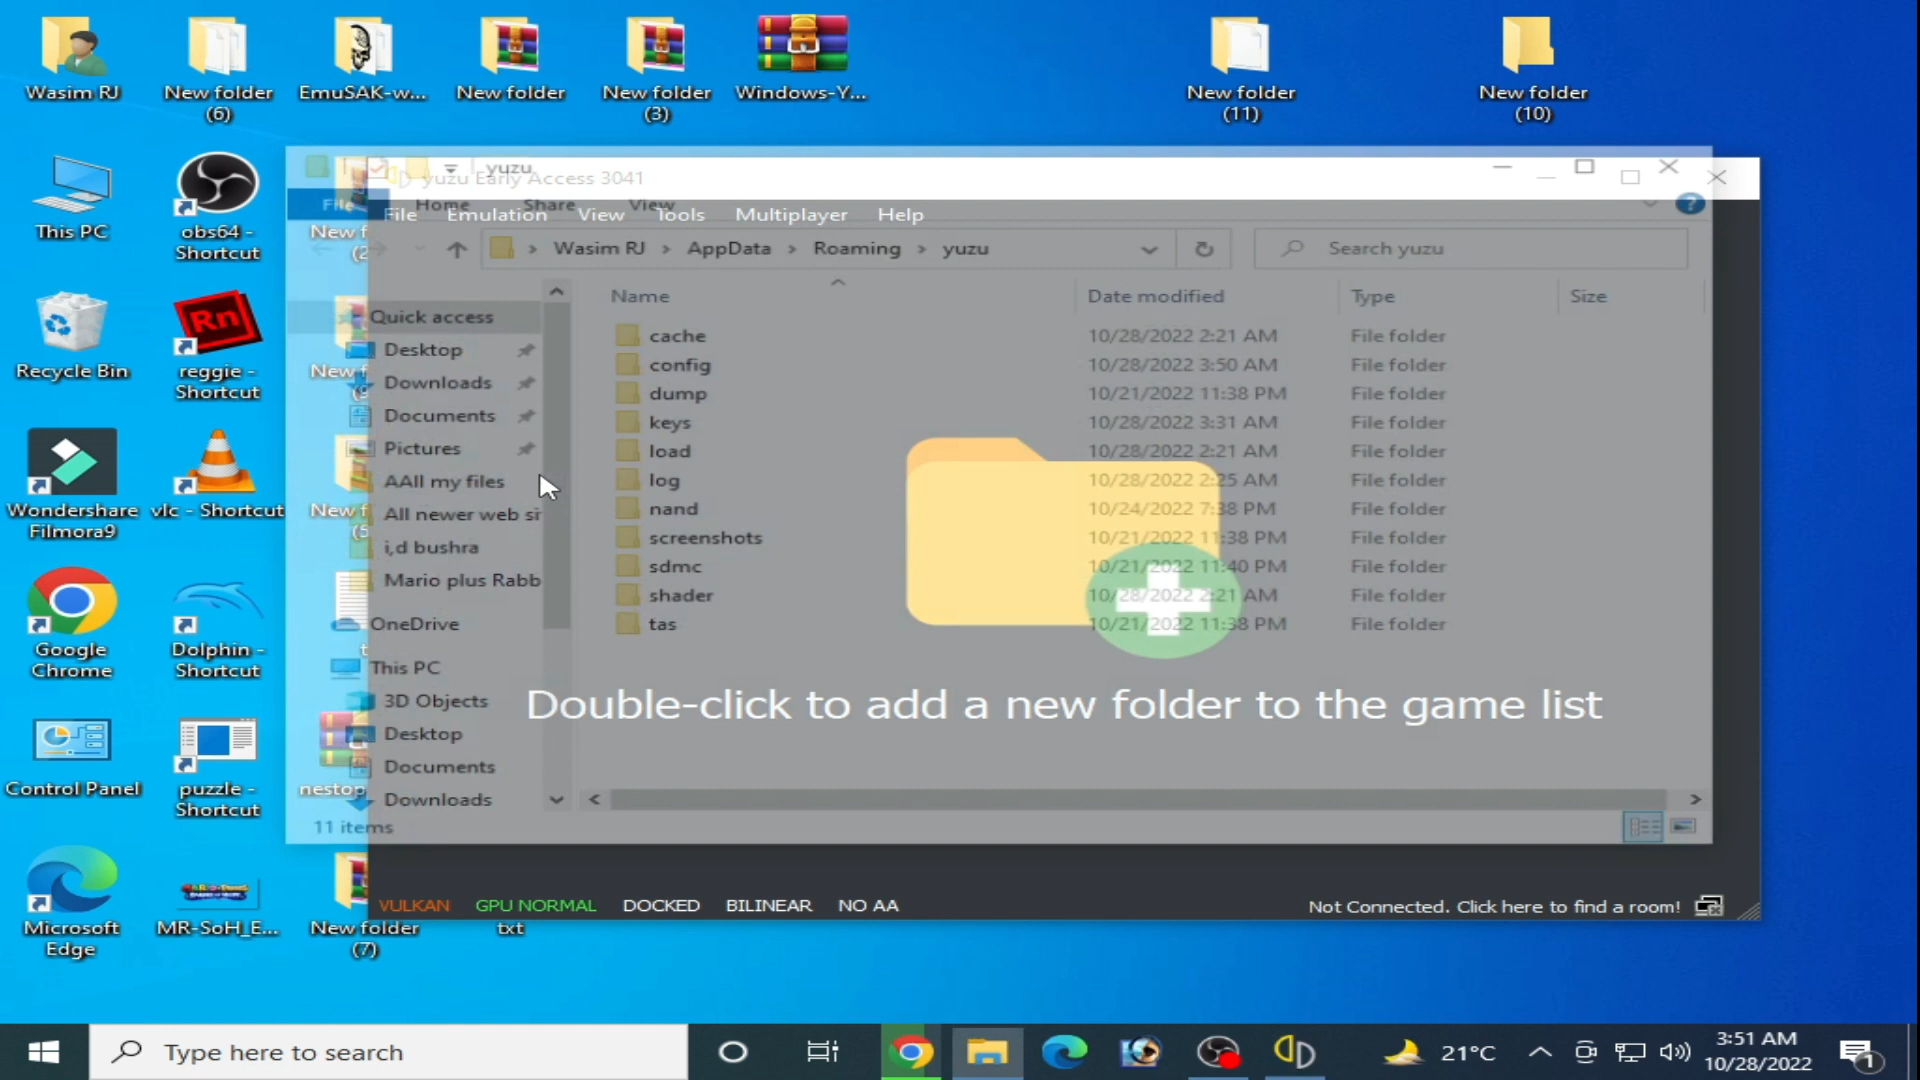 Wasim RJ
New folder
(6)
EmuSAK-w...
New folder
New folder
(3)
Windows-Y...
New folder
(11)
New folder
(10)
yuzu
yuzu Early Access 3041
File Home Share View
File Emulation View Tools Multiplayer Help
Wasim RJ > AppData > Roaming > yuzu
Search yuzu
Name Date modified Type Size
Quick access
Desktop
Downloads
Documents
Pictures
AAll my files
All newer web si
i,d bushra
Mario plus Rabb
OneDrive
This PC
3D Objects
Desktop
Documents
Downloads
cache 10/28/2022 2:21 AM File folder
config 10/28/2022 3:50 AM File folder
dump 10/21/2022 11:38 PM File folder
keys 10/28/2022 3:31 AM File folder
load 10/28/2022 2:21 AM File folder
log 10/28/2022 2:25 AM File folder
nand 10/24/2022 7:38 PM File folder
screenshots 10/21/2022 11:38 PM File folder
sdmc 10/21/2022 11:40 PM File folder
shader 10/28/2022 2:21 AM File folder
tas 10/21/2022 11:38 PM File folder
Double-click to add a new folder to the game list
11 items
VULKAN GPU NORMAL DOCKED BILINEAR NO AA
Not Connected. Click here to find a room!
This PC
obs64 -
Shortcut
New f
Recycle Bin
Rn
reggie -
Shortcut
New f
Wondershare
Filmora9
vlc - Shortcut
New f
Google
Chrome
Dolphin -
Shortcut
Control Panel
puzzle -
Shortcut
nestop
Microsoft
Edge
MR-SoH_E...
New folder
(7)
txt
Type here to search
21°C
3:51 AM
10/28/2022
1